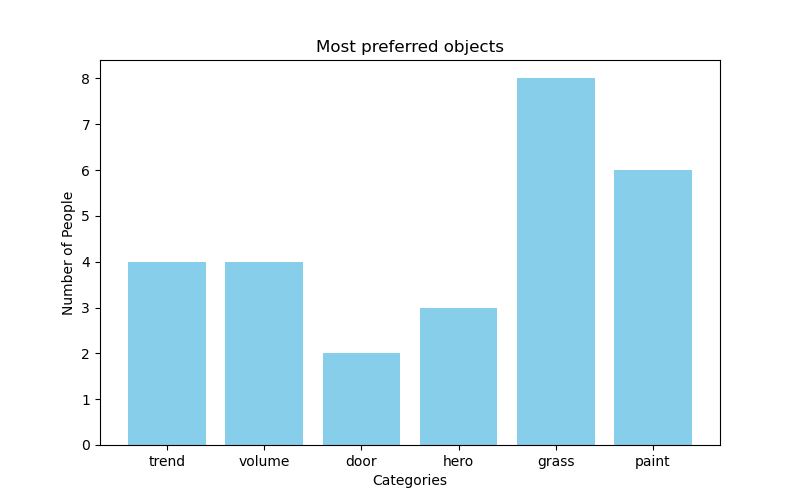 Most preferred objects
Number of People
8
7
6
5
4
3
2
1
0
trend volume door hero grass paint
Categories